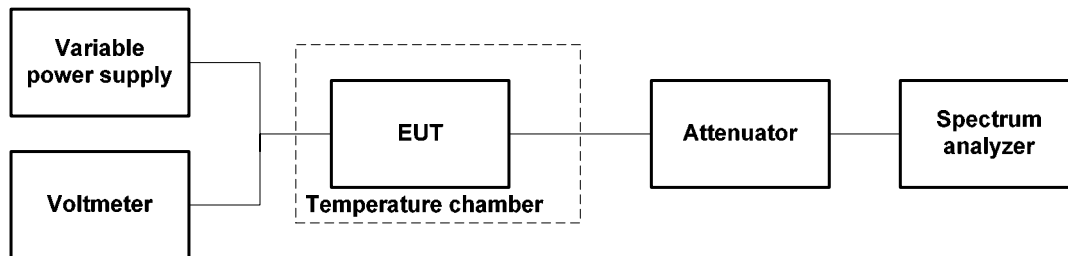 Variable
power supply
EUT
Attenuator
Spectrum
analyzer
Voltmeter
Temperature chamber